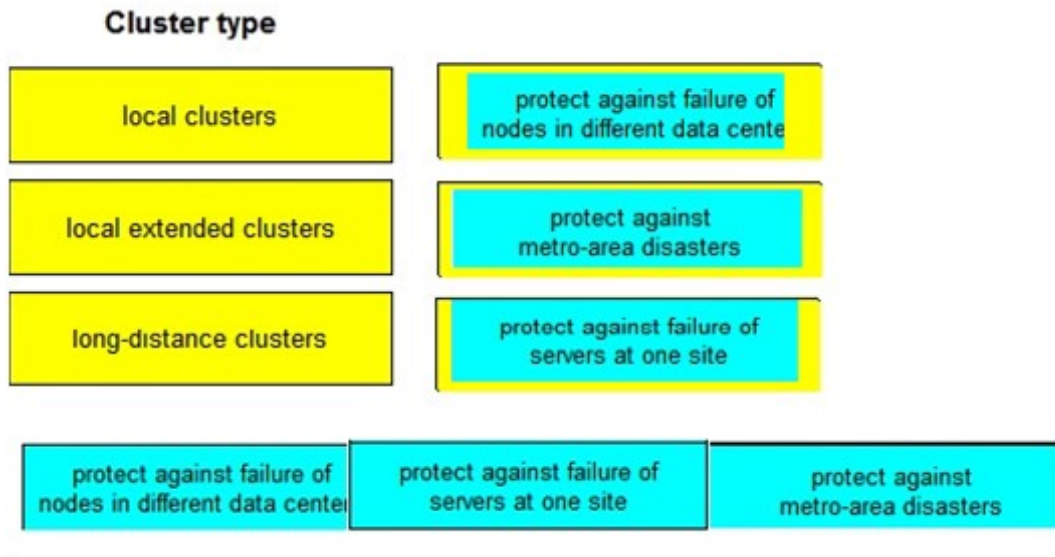 Cluster type
local clusters
protect against failure of
nodes in different data cente
local extended clusters
protect against
metro-area disasters
long-distance clusters
protect against failure of
servers at one site
protect against failure of
nodes in different data center
protect against failure of
servers at one site
protect against
metro-area disasters